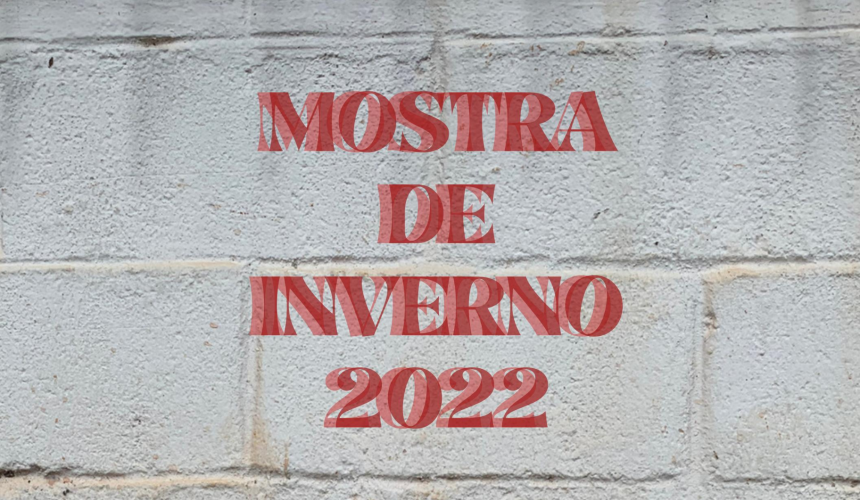 MOSTRA
DE
INVERNO
2022